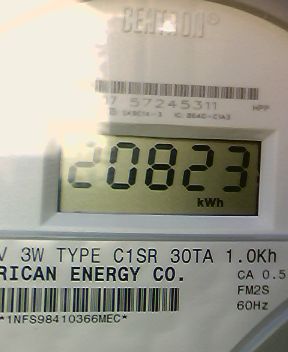 CENTRON®
57245311 HPP
20823
kWh
V 3W TYPE C1SR 30TA 1.0Kh
RICAN ENERGY CO.
CA 0.5
FM2S
*1NFS98410366MEC*
60Hz